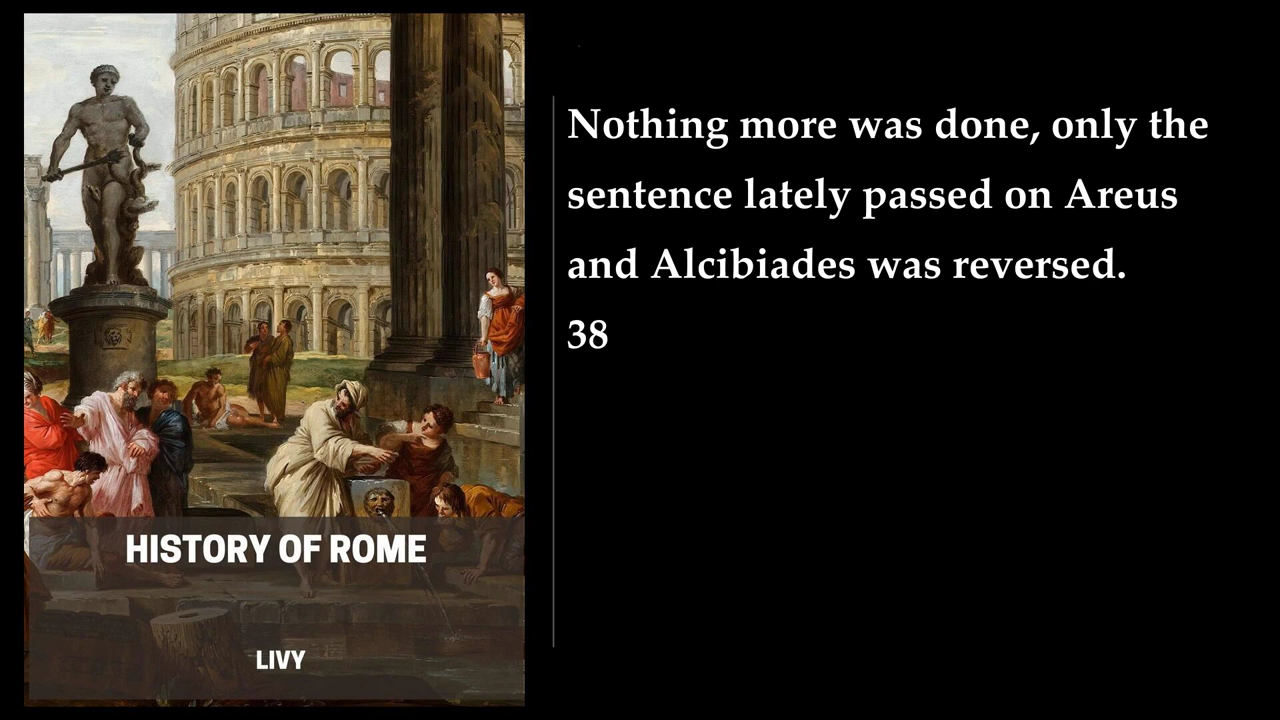 HISTORY OF ROME
LIVY
Nothing more was done, only the
sentence lately passed on Areus
and Alcibiades was reversed.
38